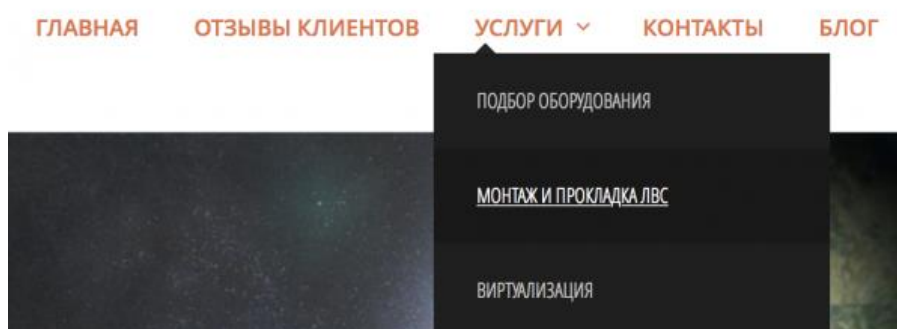 ГЛАВНАЯ ОТЗЫВЫ КЛИЕНТОВ УСЛУГИ КОНТАКТЫ БЛОГ
ПОДБОР ОБОРУДОВАНИЯ
МОНТАЖ И ПРОКЛАДКА ЛВС
ВИРТУАЛИЗАЦИЯ